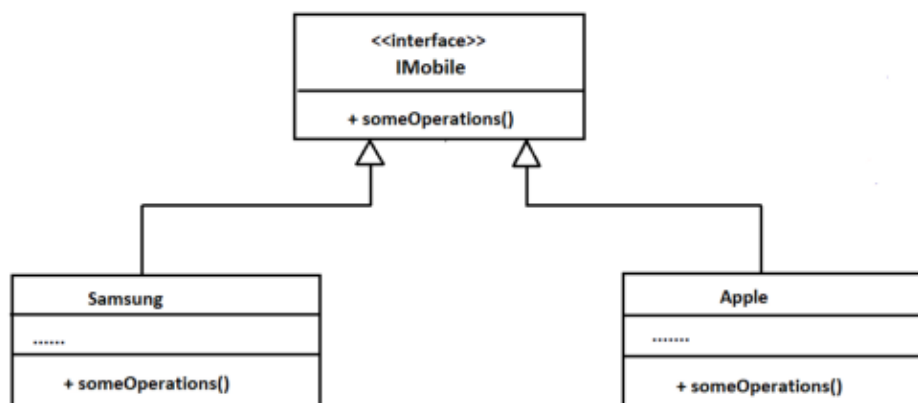 <<interface>>
IMobile
+ someOperations()
Samsung
......
+ someOperations()
Apple
.......
+ someOperations()